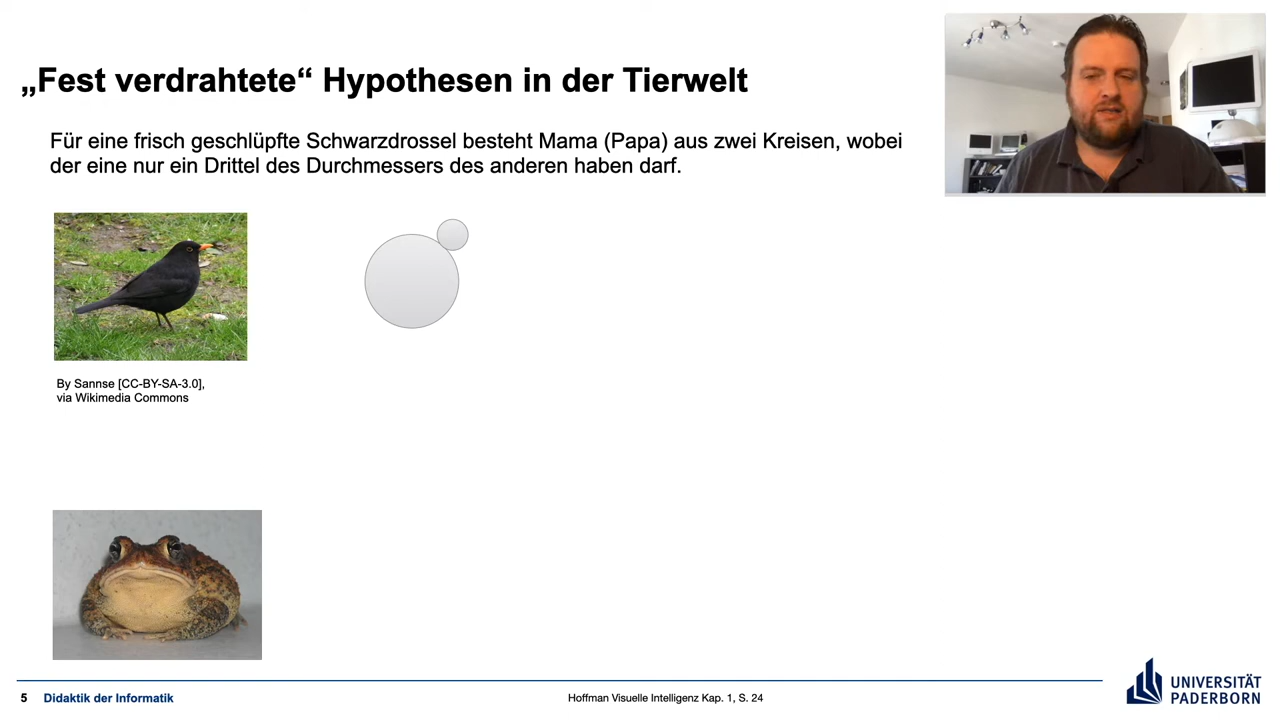 „Fest verdrahtete“ Hypothesen in der Tierwelt
Für eine frisch geschlüpfte Schwarzdrossel besteht Mama (Papa) aus zwei Kreisen, wobei
der eine nur ein Drittel des Durchmessers des anderen haben darf.
By Sannse [CC-BY-SA-3.0],
via Wikimedia Commons
5 Didaktik der Informatik
Hoffman Visuelle Intelligenz Kap. 1, S. 24
UNIVERSITÄT
PADERBORN